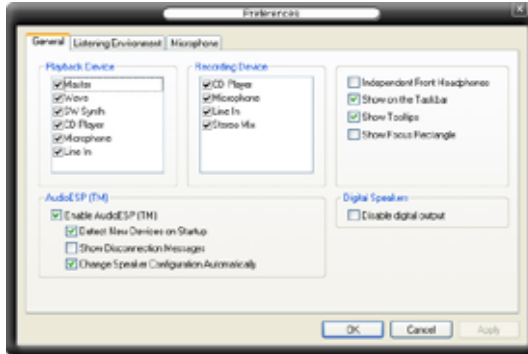 Preferences
General
Listening Environment
Microphone
Playback Device
Master
Wave
SW Synth
CD Player
Microphone
Line In
Recording Device
CD Player
Microphone
Line In
Stereo Mix
Independent Front Headphones
Show on the Taskbar
Show Tooltips
Show Focus Rectangle
AudioESP (TM)
Enable AudioESP (TM)
Detect New Devices on Startup
Show Disconnection Messages
Change Speaker Configuration Automatically
Digital Speakers
Disable digital output
OK
Cancel
Apply